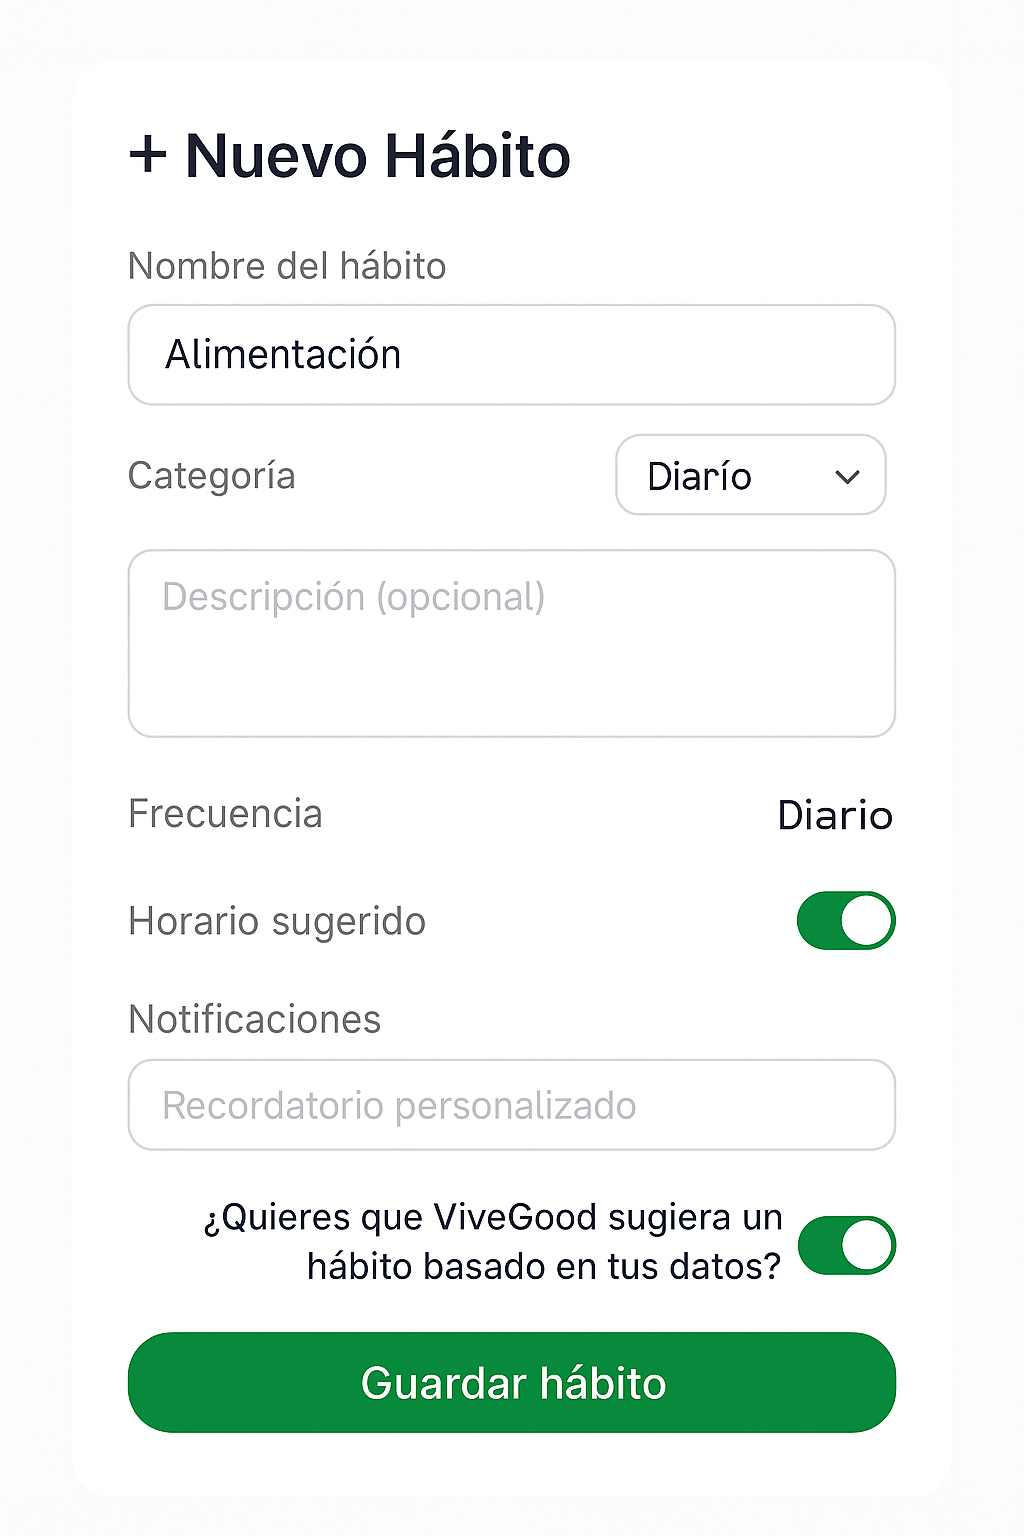 + Nuevo Hábito
Nombre del hábito
Alimentación
Categoría
Diarío
Descripción (opcional)
Frecuencia
Diario
Horario sugerido
Notificaciones
Recordatorio personalizado
¿Quieres que ViveGood sugiera un
hábito basado en tus datos?
Guardar hábito